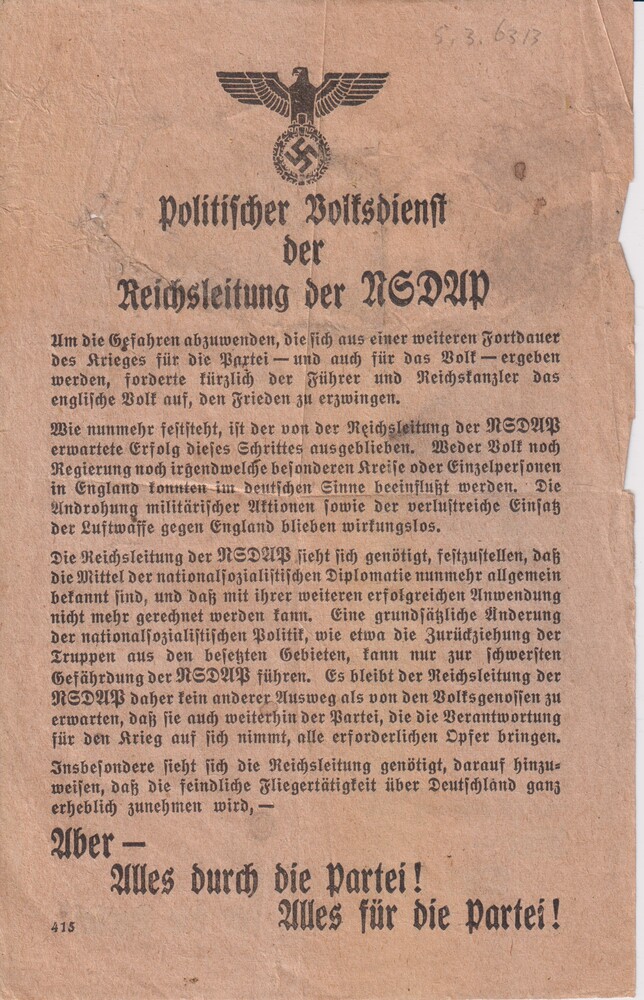 5. 3. 6313
Politischer Volksdienst
der
Reichsleitung der NSDAP
Um die Gefahren abzuwenden, die sich aus einer weiteren Fortdauer
des Krieges für die Partei — und auch für das Volk — ergeben
werden, forderte kürzlich der Führer und Reichskanzler das
englische Volk auf, den Frieden zu erzwingen.
Wie nunmehr feststeht, ist der von der Reichsleitung der NSDAP
erwartete Erfolg dieses Schrittes ausgeblieben. Weder Volk noch
Regierung noch irgendwelche besonderen Kreise oder Einzelpersonen
in England konnten im deutschen Sinne beeinflußt werden. Die
Androhung militärischer Aktionen sowie der verlustreiche Einsatz
der Luftwaffe gegen England blieben wirkungslos.
Die Reichsleitung der NSDAP sieht sich genötigt, festzustellen, daß
die Mittel der nationalsozialistischen Diplomatie nunmehr allgemein
bekannt sind, und daß mit ihrer weiteren erfolgreichen Anwendung
nicht mehr gerechnet werden kann. Eine grundsätzliche Änderung
der nationalsozialistischen Politik, wie etwa die Zurückziehung der
Truppen aus den besetzten Gebieten, kann nur zur schwersten
Gefährdung der NSDAP führen. Es bleibt der Reichsleitung der
NSDAP daher kein anderer Ausweg als von den Volksgenossen zu
erwarten, daß sie auch weiterhin der Partei, die die Verantwortung
für den Krieg auf sich nimmt, alle erforderlichen Opfer bringen.
Insbesondere sieht sich die Reichsleitung genötigt, darauf hinzu-
weisen, daß die feindliche Fliegertätigkeit über Deutschland ganz
erheblich zunehmen wird, —
Aber —
Alles durch die Partei!
Alles für die Partei!
415